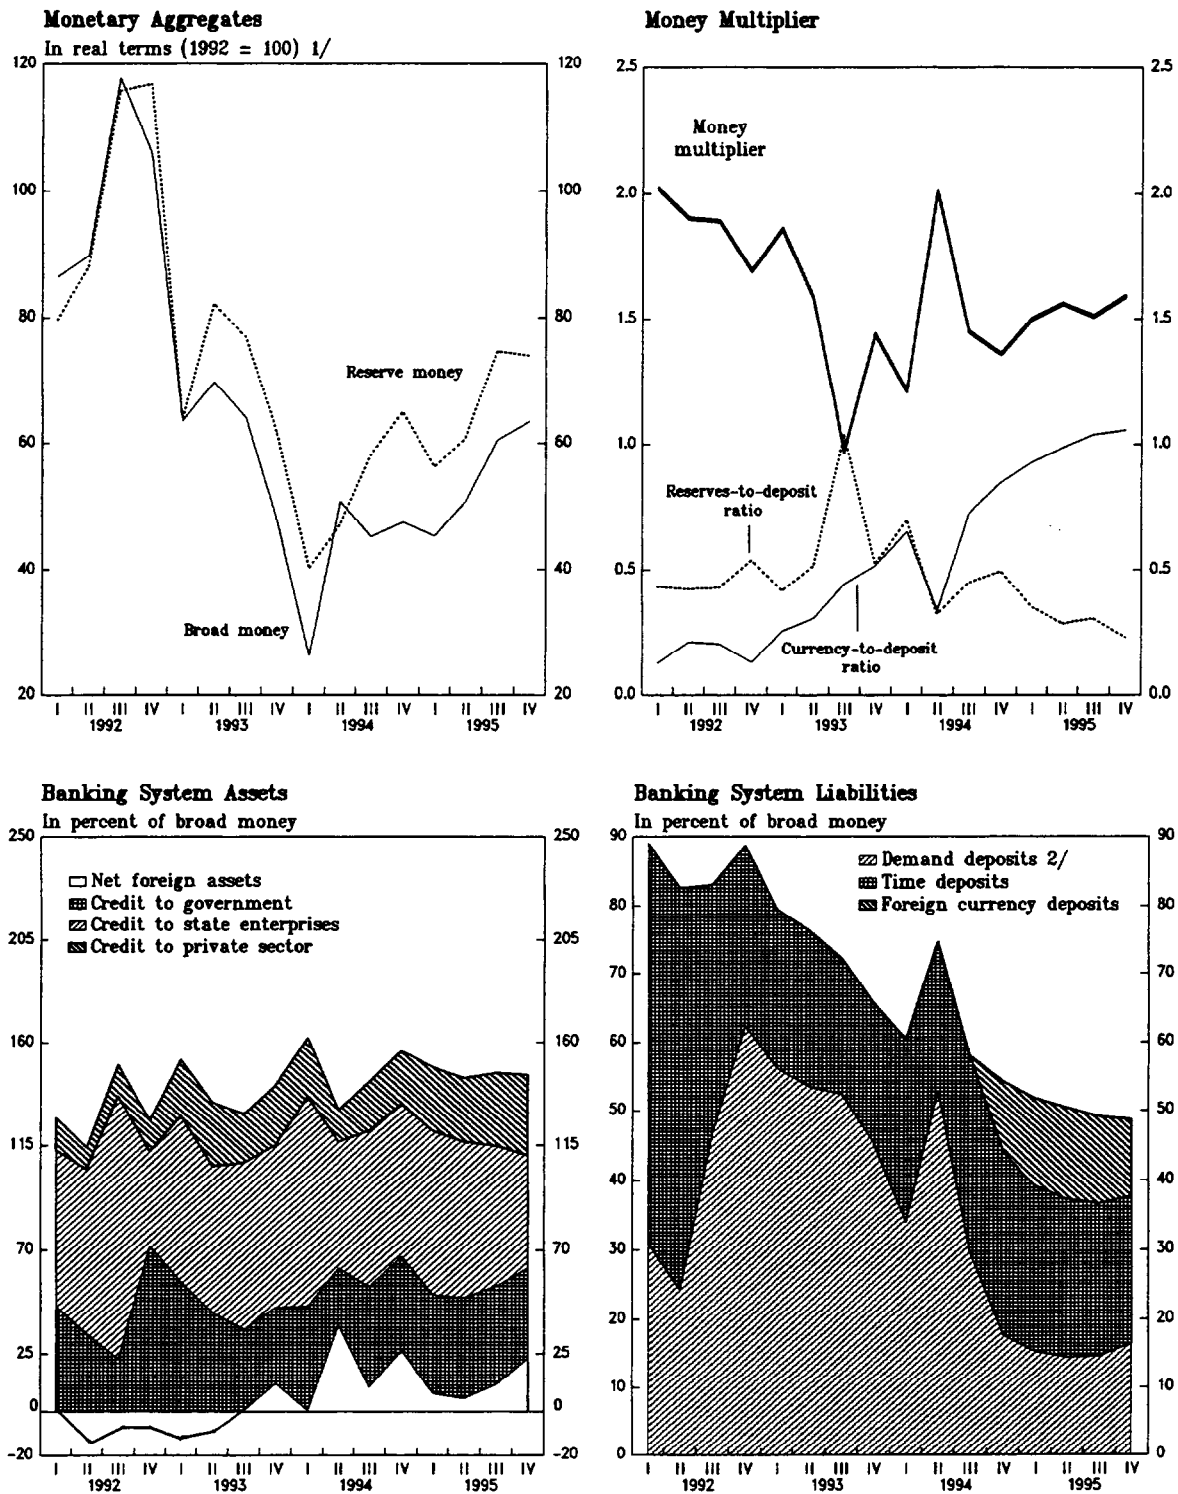 Monetary Aggregates
In real terms (1992 = 100) 1/
120
100
80
60
40
20
120
100
80
60
40
20
Reserve money
Broad money
I II III IV I II III IV I II III IV I II III IV
1992 1993 1994 1995
Money Multiplier
2.5
2.0
1.5
1.0
0.5
0.0
2.5
2.0
1.5
1.0
0.5
0.0
Money
multiplier
Reserves-to-deposit
ratio
Currency-to-deposit
ratio
I II III IV I II III IV I II III IV I II III IV
1992 1993 1994 1995
Banking System Assets
In percent of broad money
250
205
160
115
70
25
0
-20
250
205
160
115
70
25
0
-20
Net foreign assets
Credit to government
Credit to state enterprises
Credit to private sector
I II III IV I II III IV I II III IV I II III IV
1992 1993 1994 1995
Banking System Liabilities
In percent of broad money
90
80
70
60
50
40
30
20
10
0
90
80
70
60
50
40
30
20
10
0
Demand deposits 2/
Time deposits
Foreign currency deposits
I II III IV I II III IV I II III IV I II III IV
1992 1993 1994 1995